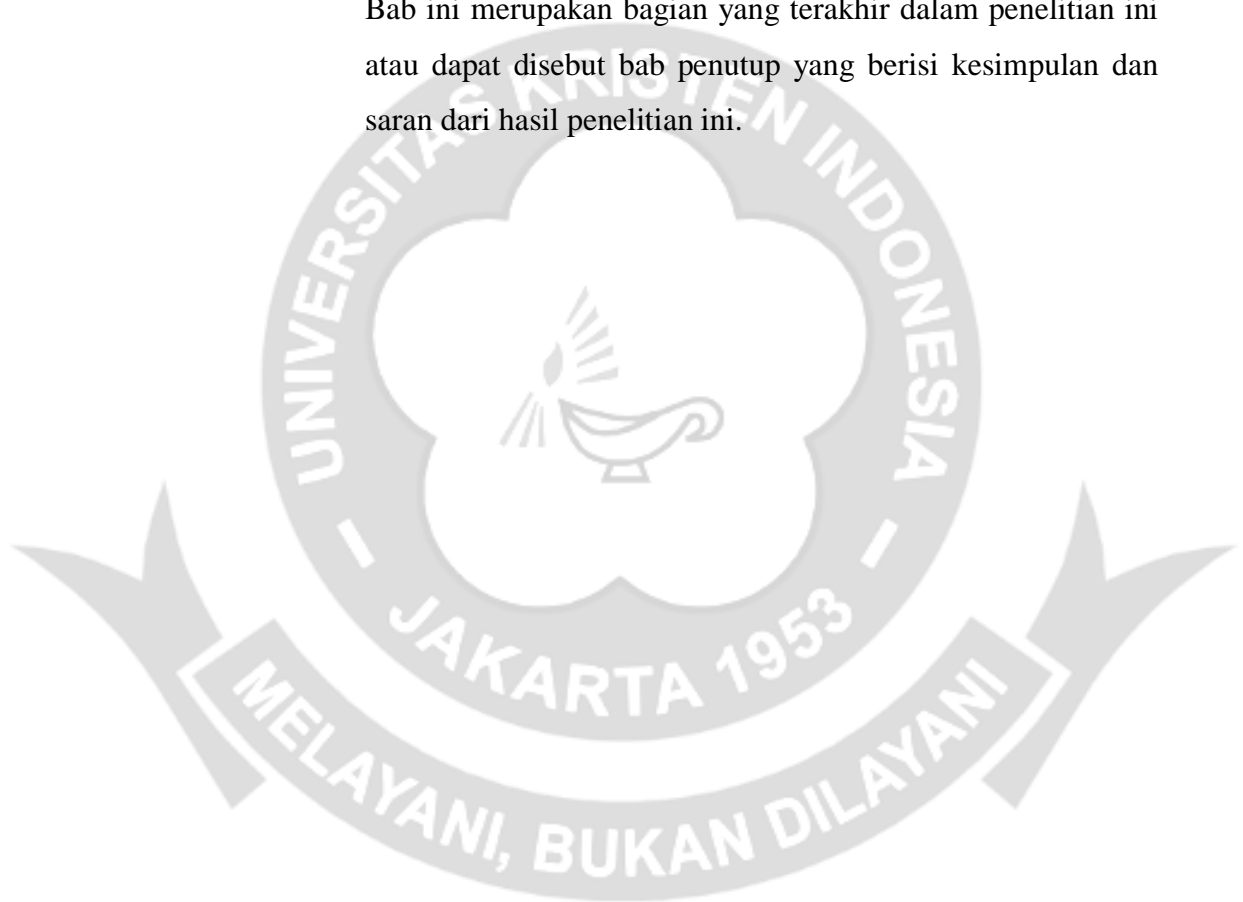 Bab ini merupakan bagian yang terakhir dalam penelitian ini
atau dapat disebut bab penutup yang berisi kesimpulan dan
saran dari hasil penelitian ini.
UNIVERSITAS KRISTEN INDONESIA
JAKARTA 1953
MELAYANI, BUKAN DILAYANI